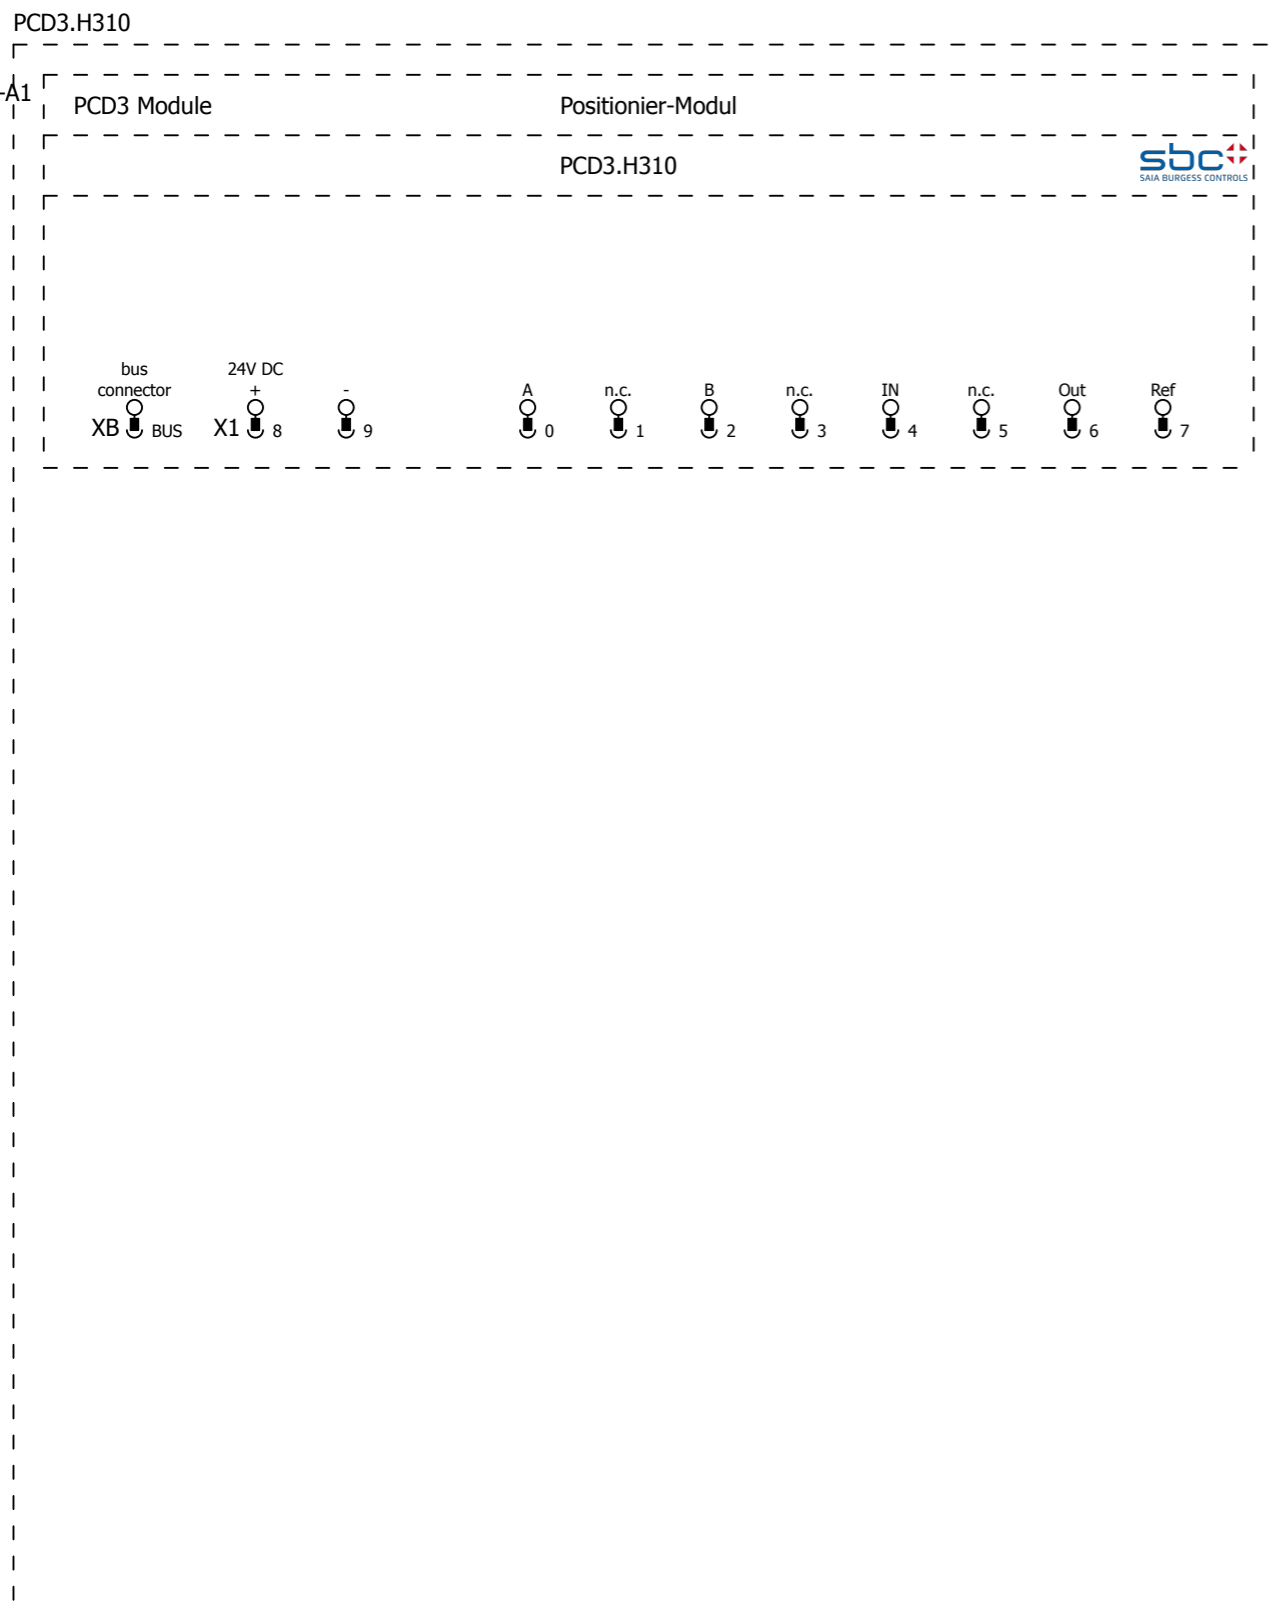 PCD3.H310
-A1
PCD3 Module Positionier-Modul
PCD3.H310
sbc
SAIA BURGESS CONTROLS
bus 24V DC
connector + - A n.c. B n.c. IN n.c. Out Ref
XB BUS X1 8 9 0 1 2 3 4 5 6 7